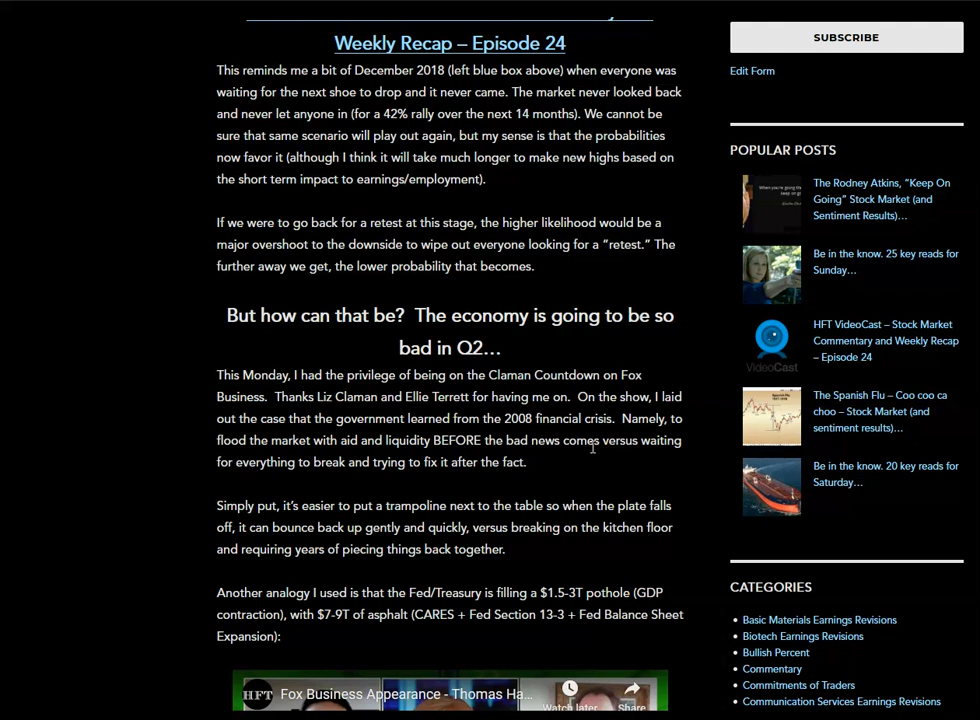 Weekly Recap – Episode 24
This reminds me a bit of December 2018 (left blue box above) when everyone was
waiting for the next shoe to drop and it never came. The market never looked back
and never let anyone in (for a 42% rally over the next 14 months). We cannot be
sure that same scenario will play out again, but my sense is that the probabilities
now favor it (although I think it will take much longer to make new highs based on
the short term impact to earnings/employment).
If we were to go back for a retest at this stage, the higher likelihood would be a
major overshoot to the downside to wipe out everyone looking for a “retest.” The
further away we get, the lower probability that becomes.
But how can that be? The economy is going to be so
bad in Q2…
This Monday, I had the privilege of being on the Claman Countdown on Fox
Business. Thanks Liz Claman and Ellie Terrett for having me on. On the show, I laid
out the case that the government learned from the 2008 financial crisis. Namely, to
flood the market with aid and liquidity BEFORE the bad news comes versus waiting
for everything to break and trying to fix it after the fact.
Simply put, it’s easier to put a trampoline next to the table so when the plate falls
off, it can bounce back up gently and quickly, versus breaking on the kitchen floor
and requiring years of piecing things back together.
Another analogy I used is that the Fed/Treasury is filling a $1.5-3T pothole (GDP
contraction), with $7-9T of asphalt (CARES + Fed Section 13-3 + Fed Balance Sheet
Expansion):
HFT
Fox Business Appearance - Thomas Ha...
Watch later
Share
SUBSCRIBE
Edit Form
POPULAR POSTS
The Rodney Atkins, “Keep On
Going” Stock Market (and
Sentiment Results)…
Be in the know. 25 key reads for
Sunday…
VideoCast
HFT VideoCast – Stock Market
Commentary and Weekly Recap
– Episode 24
The Spanish Flu – Coo coo ca
choo – Stock Market (and
sentiment results)…
Be in the know. 20 key reads for
Saturday…
CATEGORIES
Basic Materials Earnings Revisions
Biotech Earnings Revisions
Bullish Percent
Commentary
Commitments of Traders
Communication Services Earnings Revisions